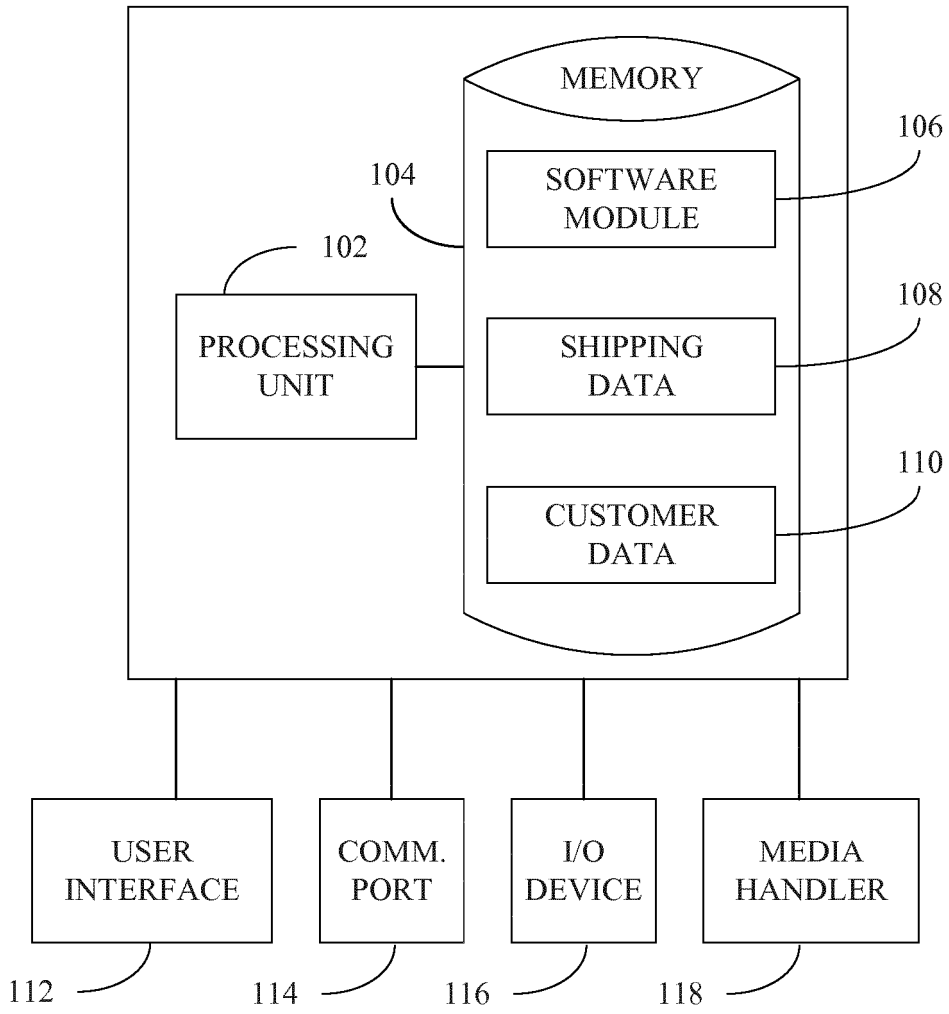 MEMORY
106
SOFTWARE
MODULE
104
102
108
PROCESSING
UNIT
SHIPPING
DATA
110
CUSTOMER
DATA
USER
INTERFACE
COMM.
PORT
I/O
DEVICE
MEDIA
HANDLER
112
114
116
118